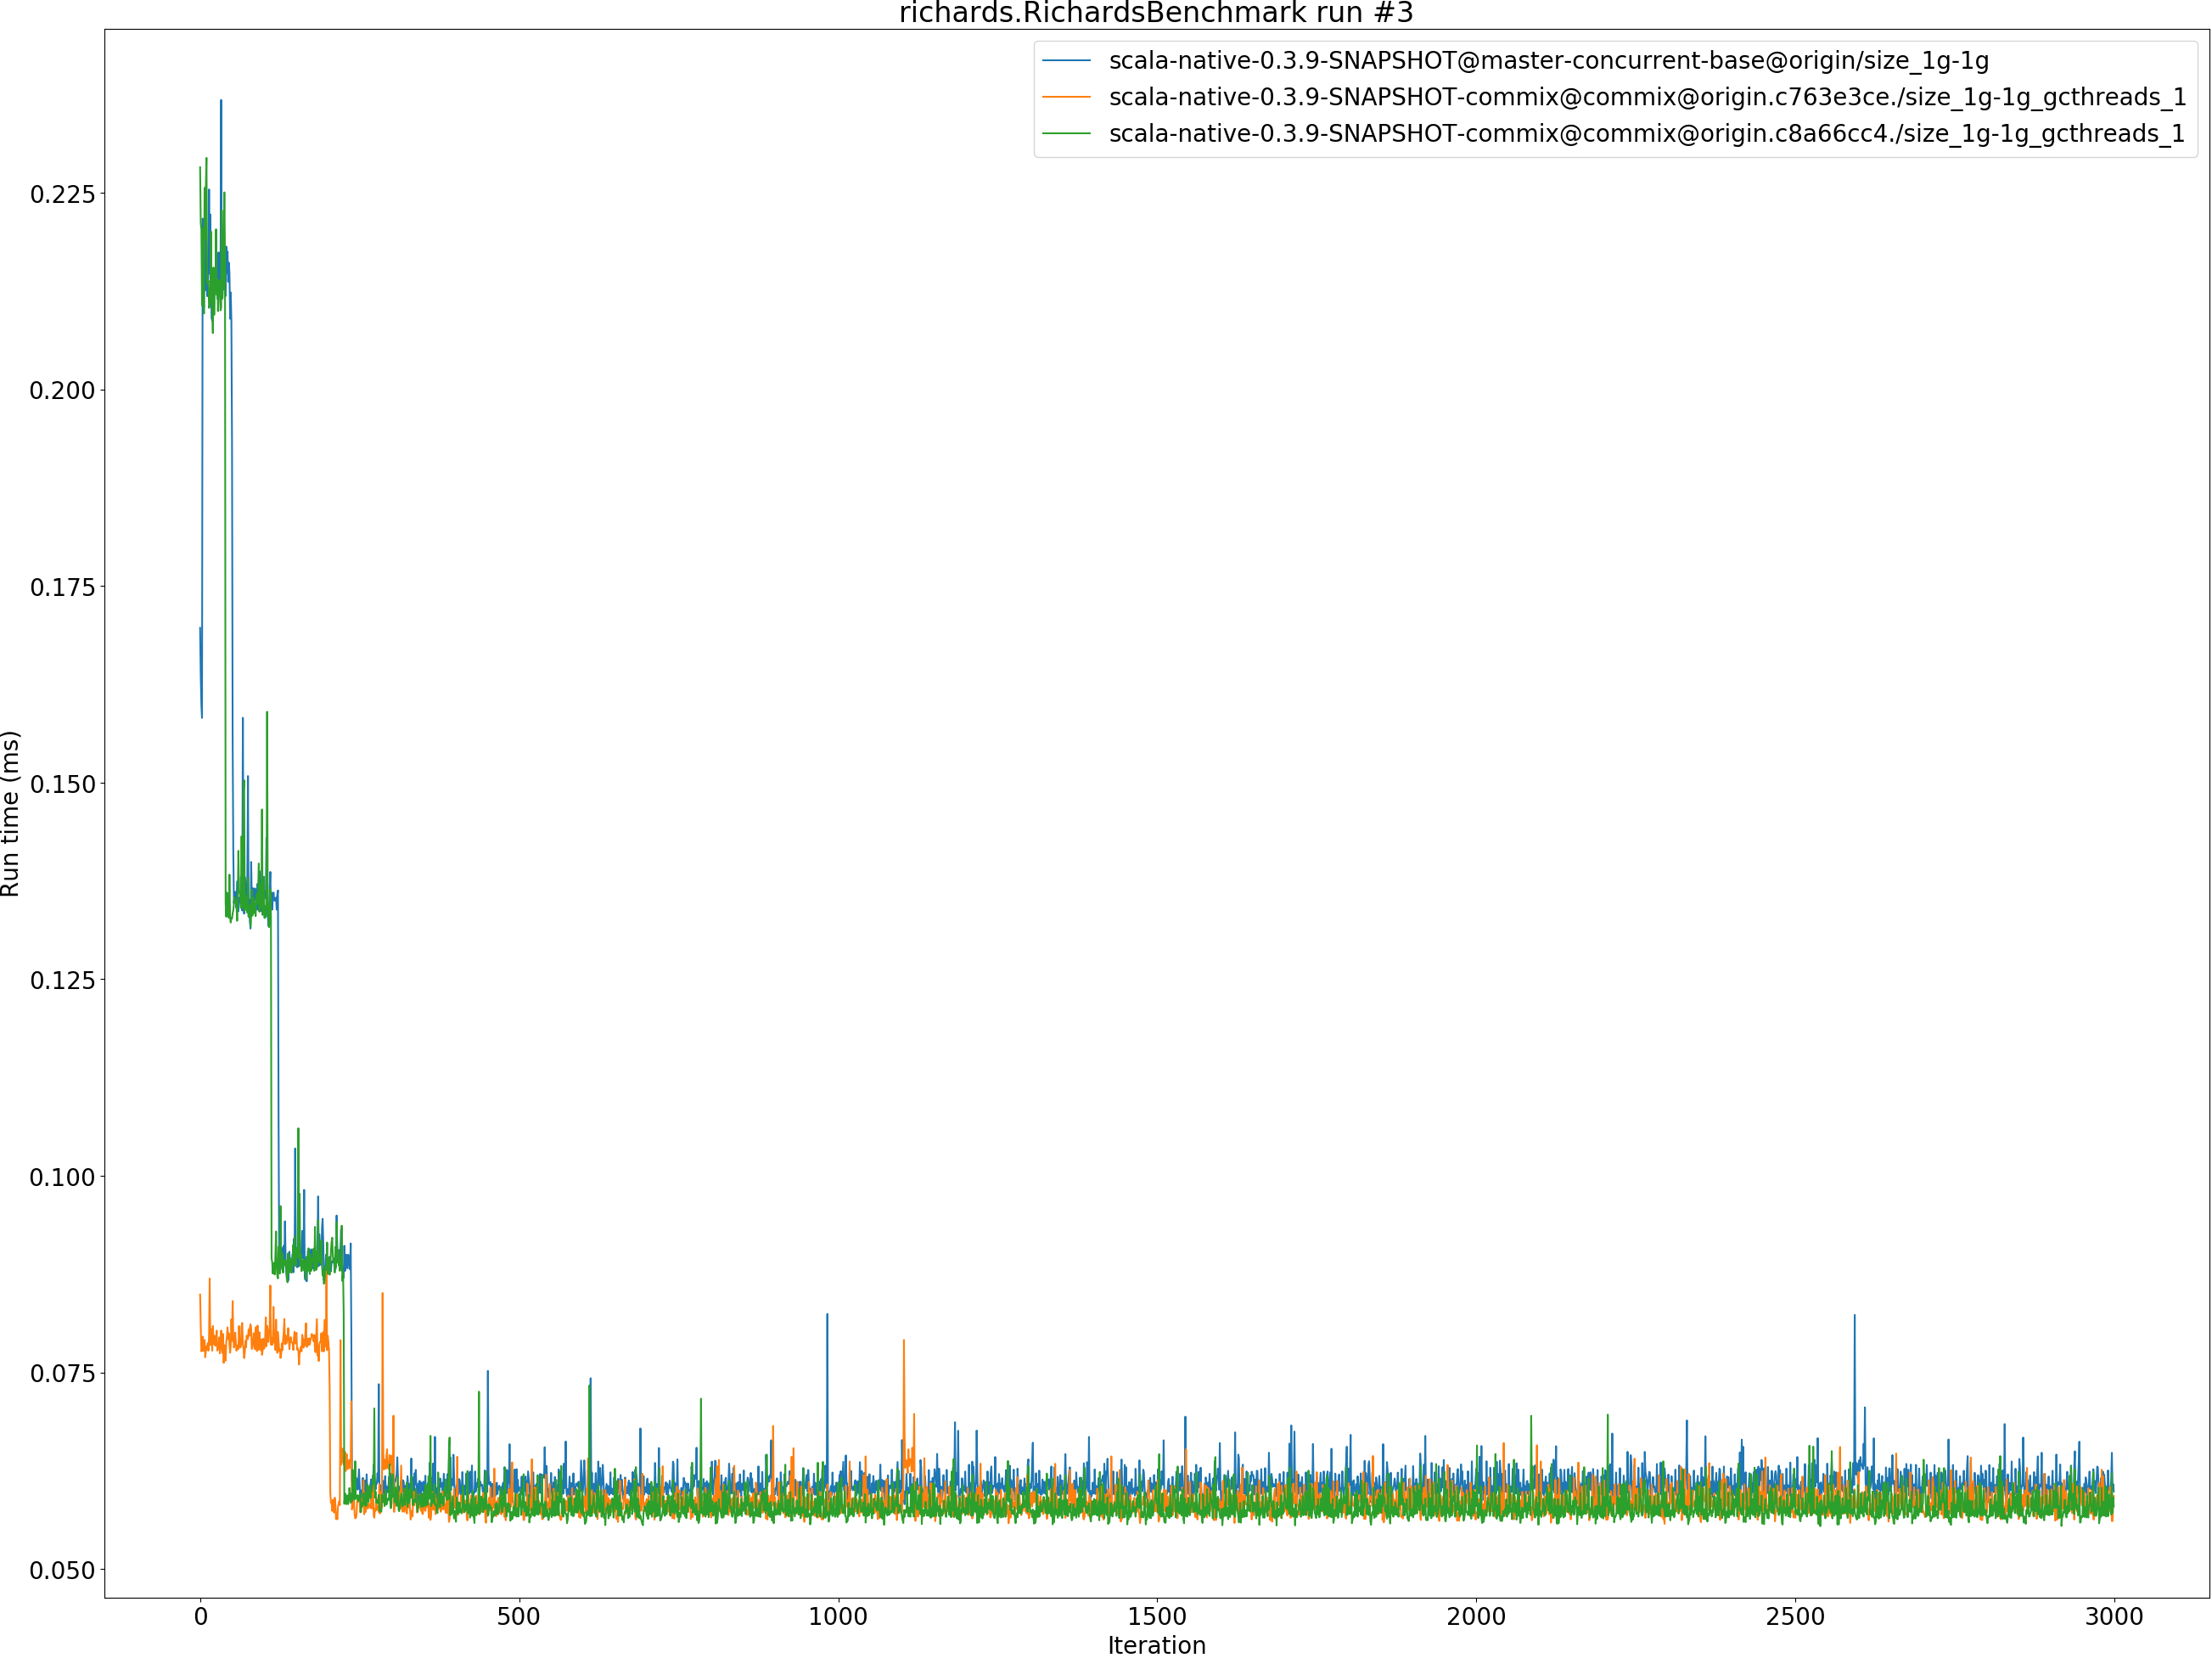 richards.RichardsBenchmark run #3
scala-native-0.3.9-SNAPSHOT@master-concurrent-base@origin/size_1g-1g
scala-native-0.3.9-SNAPSHOT-commix@commix@origin.c763e3ce./size_1g-1g_gcthreads_1
scala-native-0.3.9-SNAPSHOT-commix@commix@origin.c8a66cc4./size_1g-1g_gcthreads_1
0.225
0.200
0.175
0.150
0.125
0.100
0.075
0.050
Run time (ms)
0 500 1000 1500 2000 2500 3000
Iteration